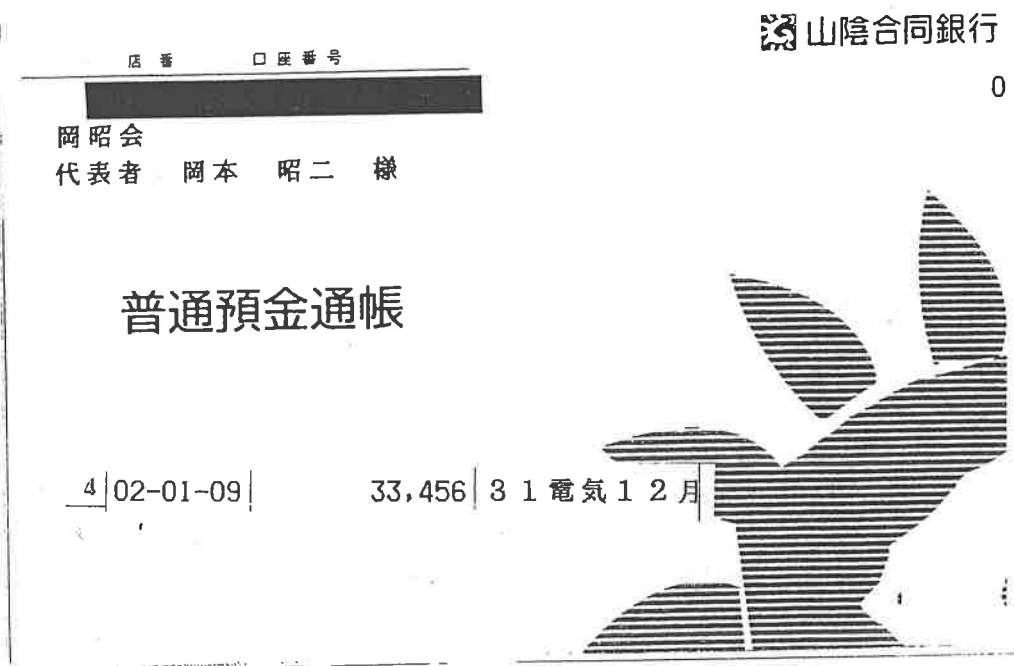 山陰合同銀行
店番 口座番号
0
岡昭会
代表者 岡本 昭二 様
普通預金通帳
4 02-01-09 33,456 31電気12月